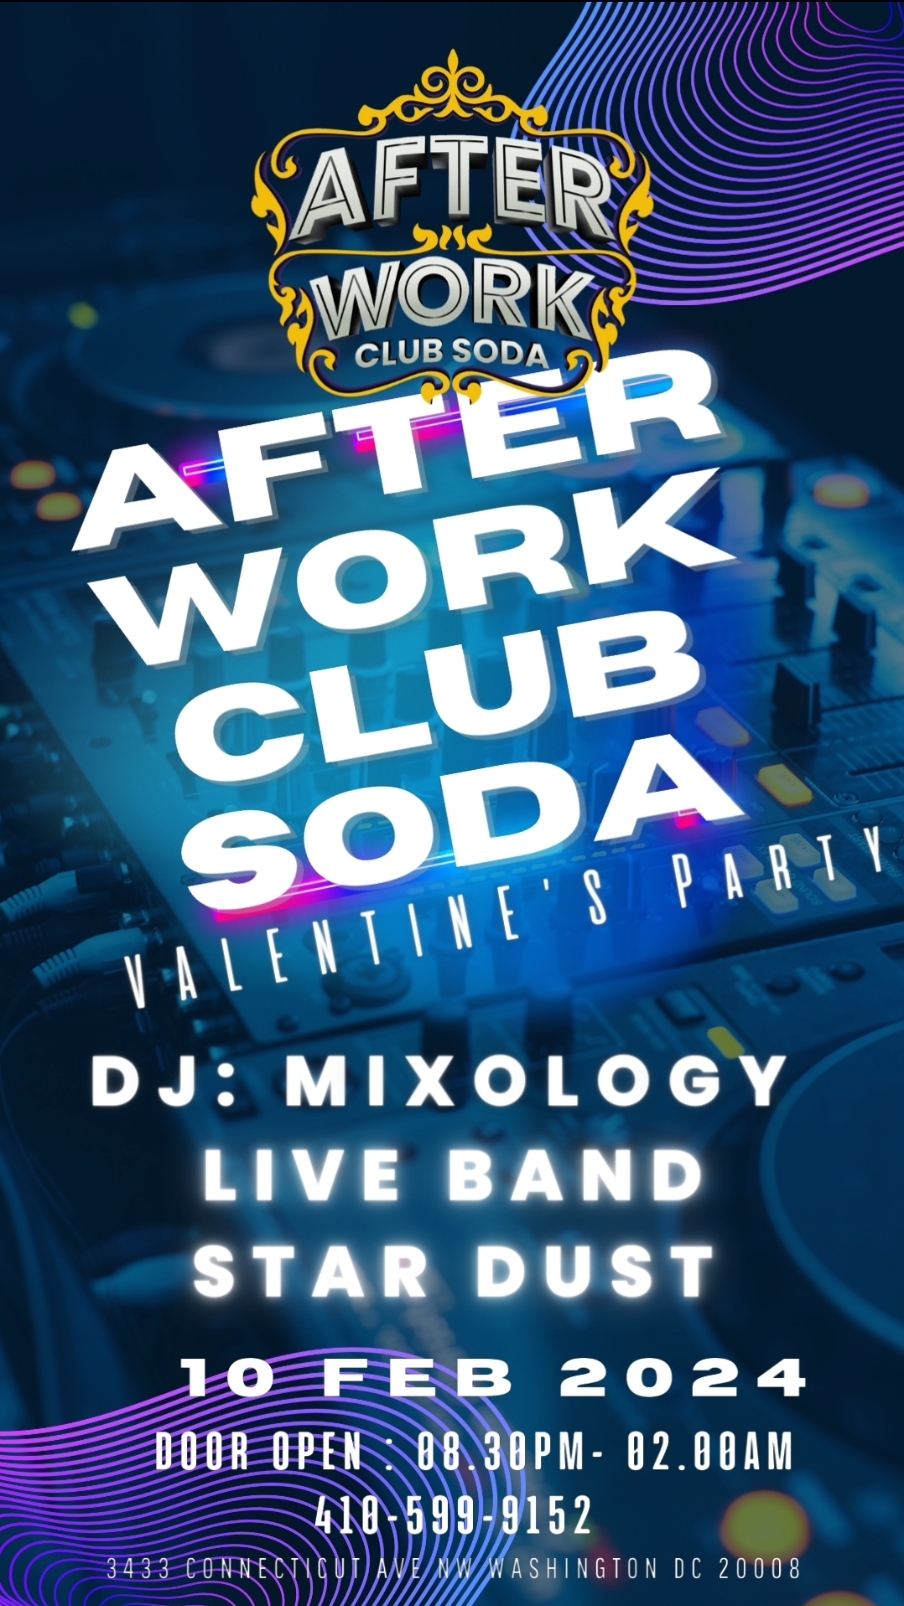 AFTER
WORK
CLUB SODA
AFTER
WORK
CLUB
SODA
VALENTINE'S PARTY
DJ: MIXOLOGY
LIVE BAND
STAR DUST
10 FEB 2024
DOOR OPEN : 08.30PM- 02.00AM
410-599-9152
3433 CONNECTICUT AVE NW WASHINGTON DC 20008